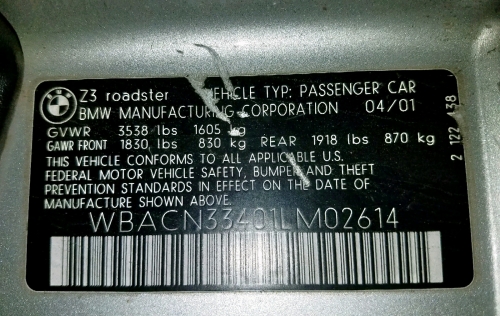 BMW
Z3 roadster VEHICLE TYP: PASSENGER CAR
BMW MANUFACTURING CORPORATION 04/01
GVWR 3538 lbs 1605 kg
GAWR FRONT 1830 lbs 830 kg REAR 1918 lbs 870 kg
THIS VEHICLE CONFORMS TO ALL APPLICABLE U.S.
FEDERAL MOTOR VEHICLE SAFETY, BUMPER AND THEFT
PREVENTION STANDARDS IN EFFECT ON THE DATE OF
MANUFACTURE SHOWN ABOVE.
WBACN33401LM02614
2 122 438